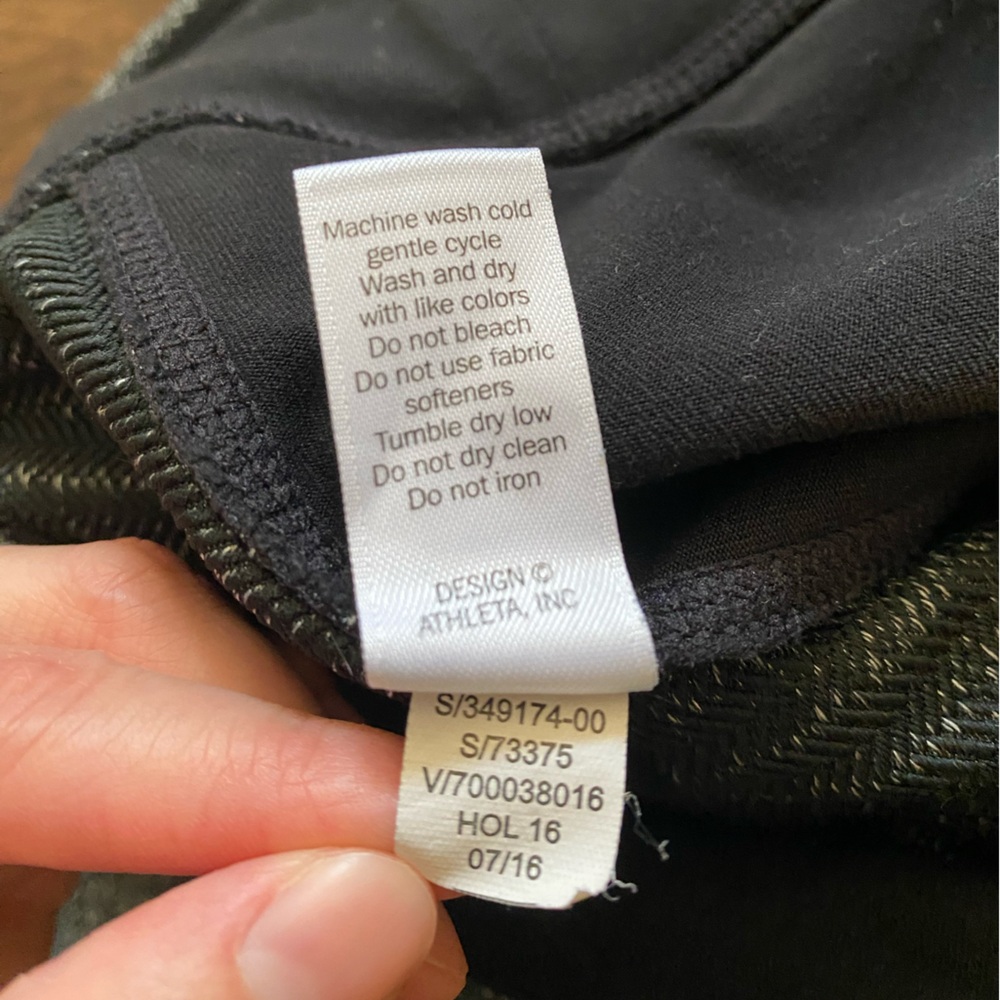 Machine wash cold
gentle cycle
Wash and dry
with like colors
Do not bleach
Do not use fabric
softeners
Tumble dry low
Do not dry clean
Do not iron
DESIGN ©
ATHLETA, INC
S/349174-00
S/73375
V/700038016
HOL 16
07/16